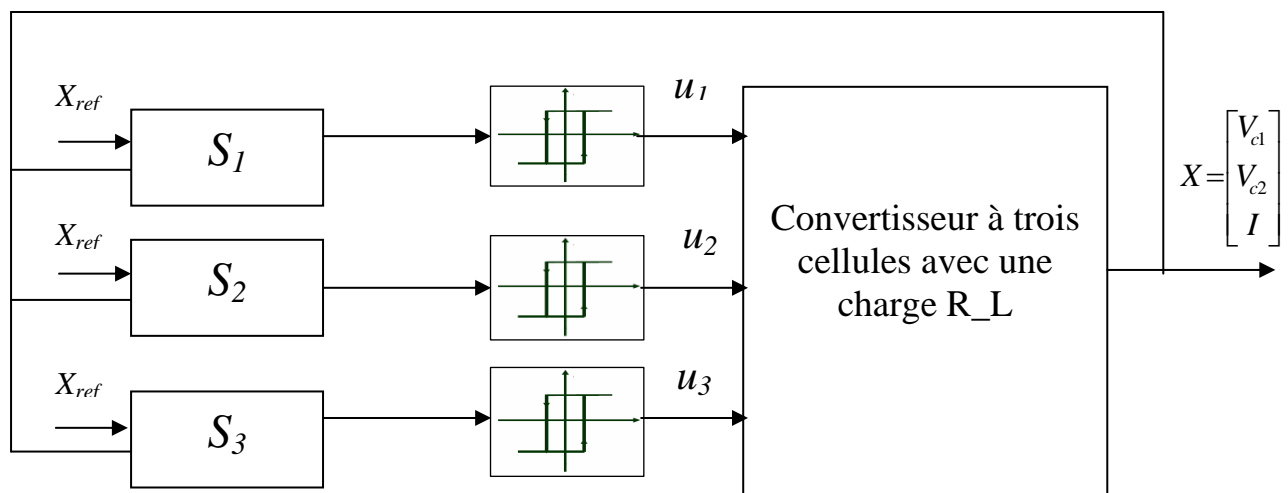 X_ref
S_1
u_1
X_ref
S_2
u_2
X_ref
S_3
u_3
Convertisseur à trois
cellules avec une
charge R_L
V_c1
X = V_c2
I